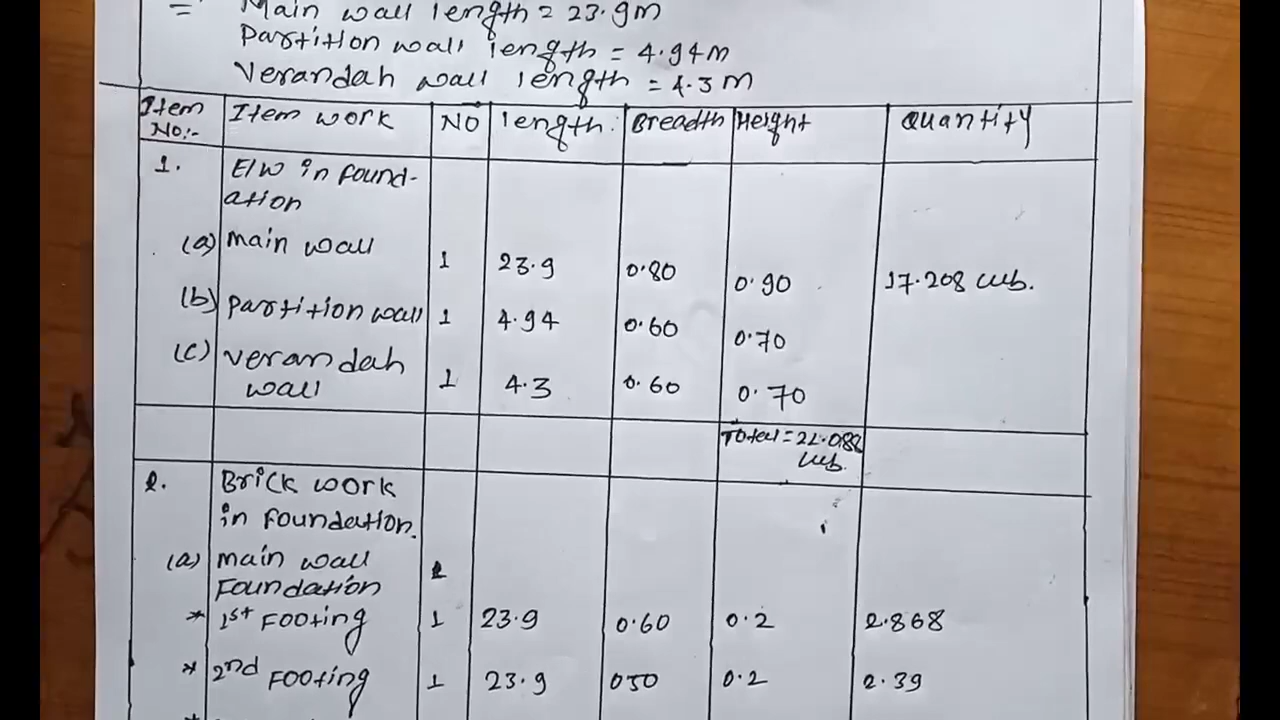 = Main wall length = 23.9m
Partition wall length = 4.94m
Verandah wall length = 4.3m
Item No:- Item work NO length. Breadth Height Quantity
1. E/W in found-
ation
(a) Main wall 1 23.9 0.80 0.90 17.208 cub.
(b) Partition wall 1 4.94 0.60 0.70
(c) Verandah
wall 1 4.3 0.60 0.70
Total = 21.088
cub.
2. Brick work
in Foundation.
(a) Main wall
Foundation
* 1st Footing 1 23.9 0.60 0.2 2.868
* 2nd Footing 1 23.9 050 0.2 2.39